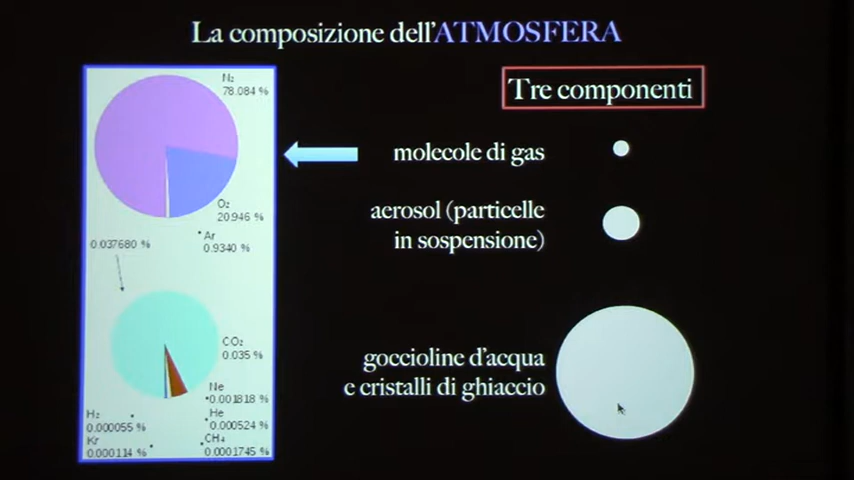 La composizione dell'ATMOSFERA
N₂
78.084 %
O₂
20.946 %
Ar
0.9340 %
0.037680 %
CO₂
0.035 %
Ne
0.001818 %
He
0.000524 %
CH₄
0.0001745 %
H₂
0.000055 %
Kr
0.000114 %
Tre componenti
molecole di gas
aerosol (particelle
in sospensione)
goccioline d'acqua
e cristalli di ghiaccio